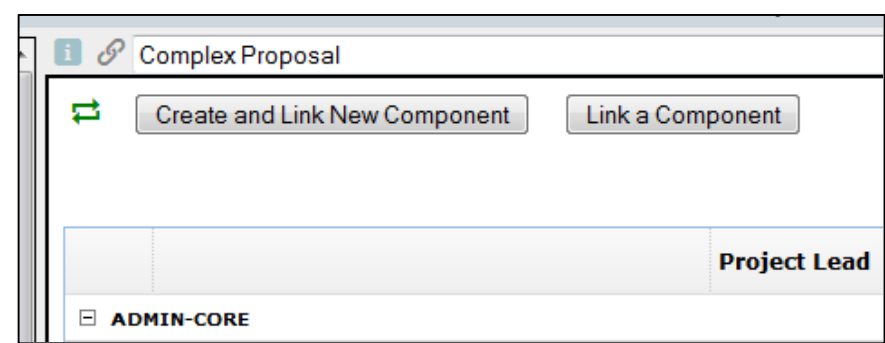 Complex Proposal
Create and Link New Component Link a Component
Project Lead
ADMIN-CORE